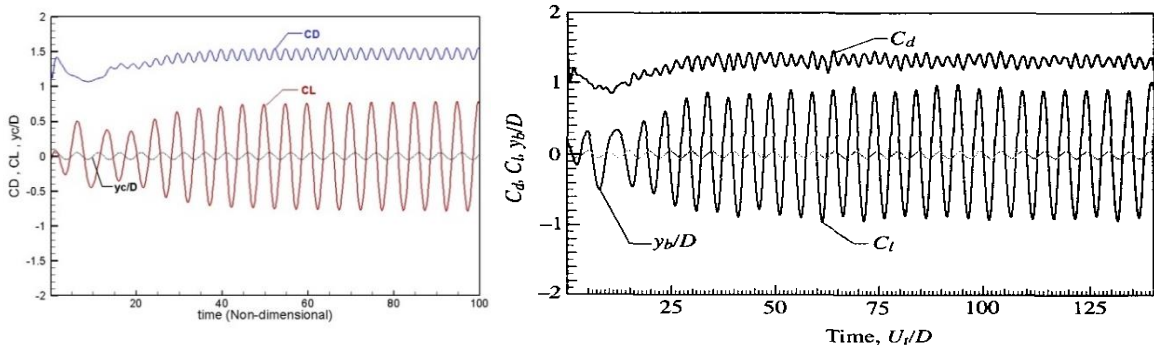 2
1.5
1
0.5
0
-0.5
-1
-1.5
-2
CD , CL , yc/D
CD
CL
yc/D
20
40
60
80
100
time (Non-dimensional)
2
1
0
−1
−2
C_d, C_l, y_b/D
C_d
y_b/D
C_l
25
50
75
100
125
Time, U_t/D